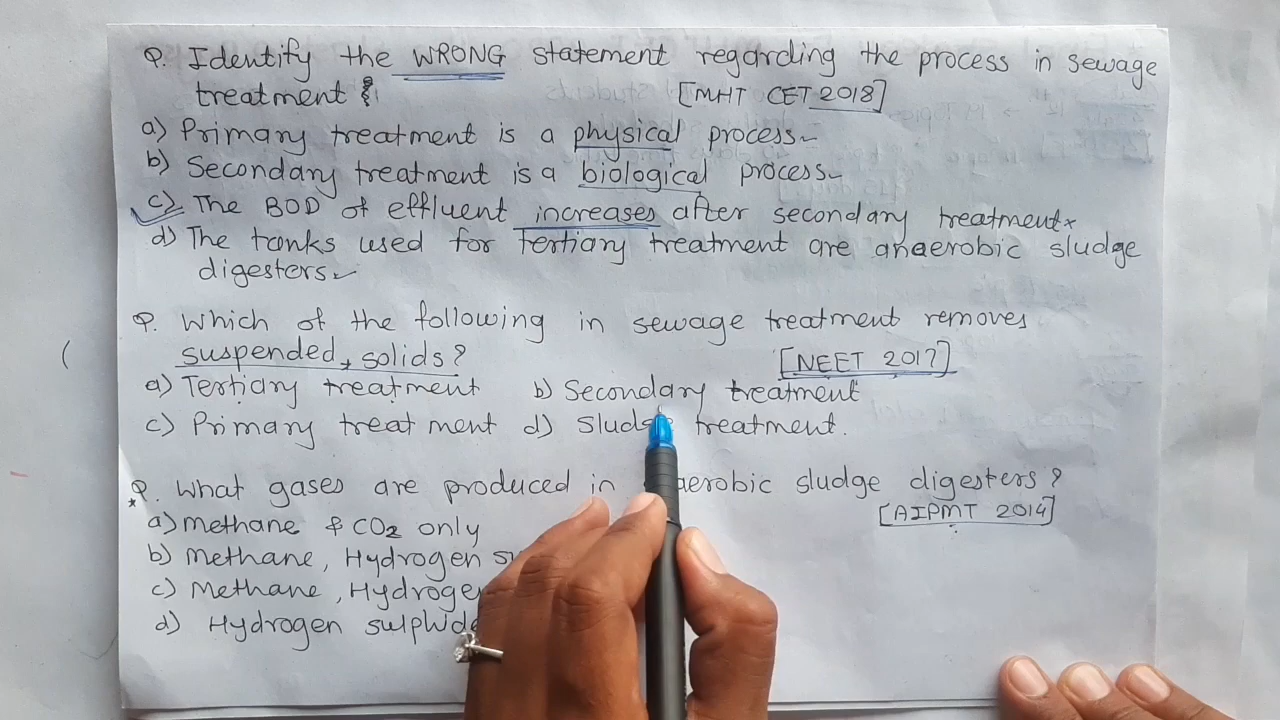 Q. Identify the WRONG statement regarding the process in sewage
treatment :
[MHT CET 2018]
a) Primary treatment is a physical process
b) Secondary treatment is a biological process
c) The BOD of effluent increases after secondary treatment
d) The tanks used for tertiary treatment are anaerobic sludge
digesters
Q. Which of the following in sewage treatment removes
suspended solids?
[NEET 2017]
a) Tertiary treatment b) Secondary treatment
c) Primary treatment d) treatment.
Q. What gases are produced in sludge digesters?
[AIPMT 2014]
a) methane & CO2 only
b) Methane, Hydrogen
c) Methane,
d) Hydrogen